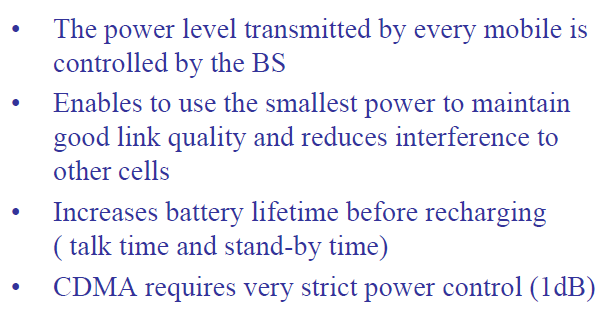 • The power level transmitted by every mobile is
controlled by the BS
• Enables to use the smallest power to maintain
good link quality and reduces interference to
other cells
• Increases battery lifetime before recharging
( talk time and stand-by time)
• CDMA requires very strict power control (1dB)